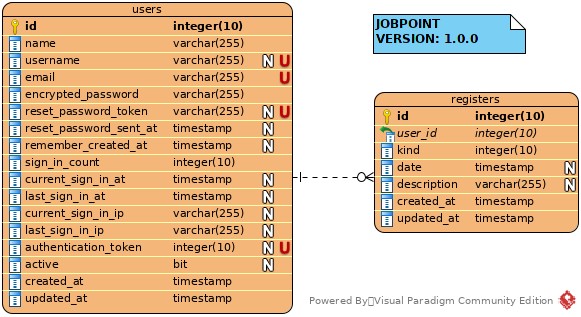 users
id integer(10)
name varchar(255)
username varchar(255) N U
email varchar(255) U
encrypted_password varchar(255)
reset_password_token varchar(255) N U
reset_password_sent_at timestamp N
remember_created_at timestamp N
sign_in_count integer(10)
current_sign_in_at timestamp N
last_sign_in_at timestamp N
current_sign_in_ip varchar(255) N
last_sign_in_ip varchar(255) N
authentication_token integer(10) N U
active bit N
created_at timestamp
updated_at timestamp
JOBPOINT
VERSION: 1.0.0
registers
id integer(10)
user_id integer(10)
kind integer(10)
date timestamp N
description varchar(255) N
created_at timestamp
updated_at timestamp
Powered By Visual Paradigm Community Edition